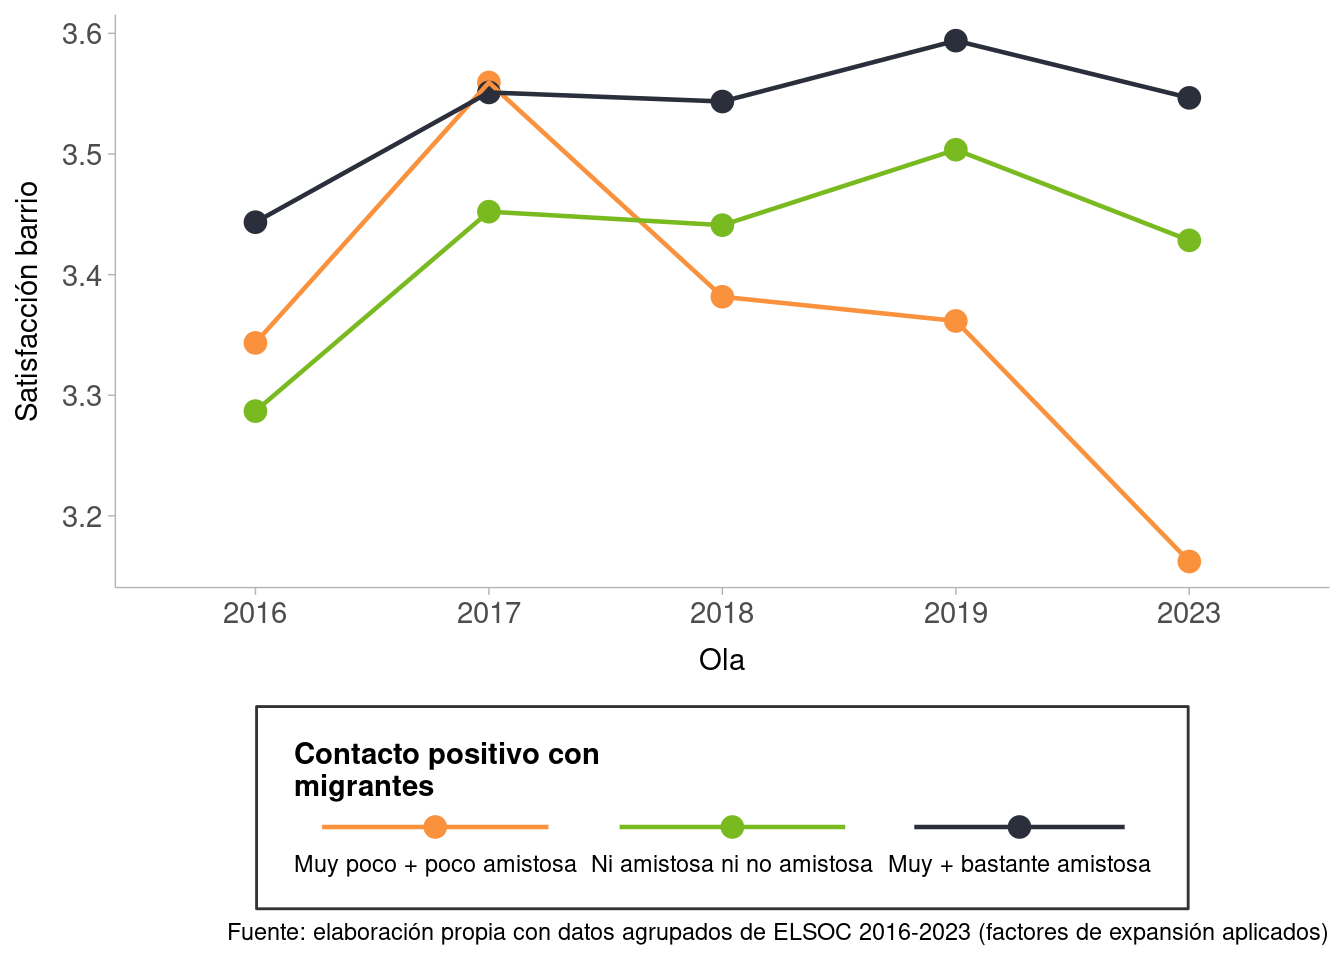 3.6
3.5
3.4
3.3
3.2
Satisfacción barrio
2016 2017 2018 2019 2023
Ola
Contacto positivo con
migrantes
Muy poco + poco amistosa Ni amistosa ni no amistosa Muy + bastante amistosa
Fuente: elaboración propia con datos agrupados de ELSOC 2016-2023 (factores de expansión aplicados)